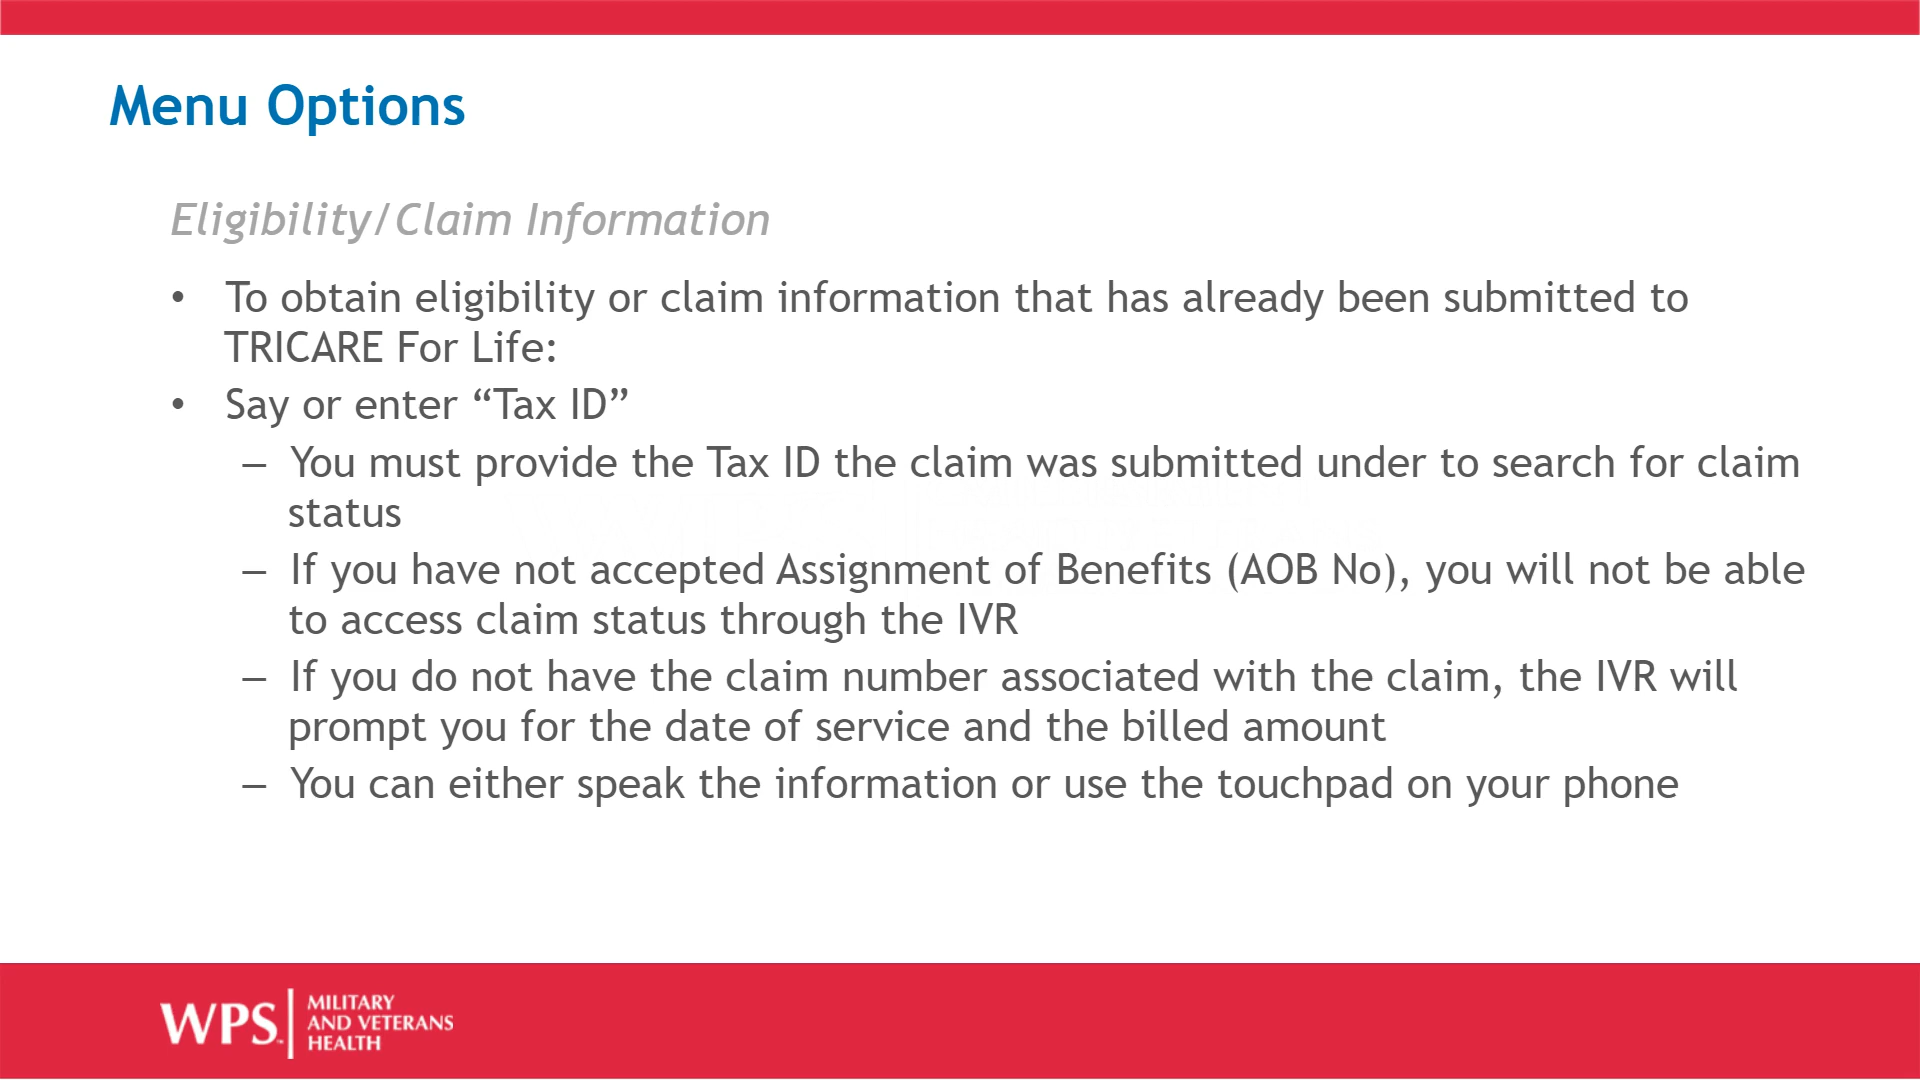 Menu Options
Eligibility/Claim Information
• To obtain eligibility or claim information that has already been submitted to
TRICARE For Life:
• Say or enter “Tax ID”
– You must provide the Tax ID the claim was submitted under to search for claim
status
– If you have not accepted Assignment of Benefits (AOB No), you will not be able
to access claim status through the IVR
– If you do not have the claim number associated with the claim, the IVR will
prompt you for the date of service and the billed amount
– You can either speak the information or use the touchpad on your phone
WPS™
MILITARY
AND VETERANS
HEALTH